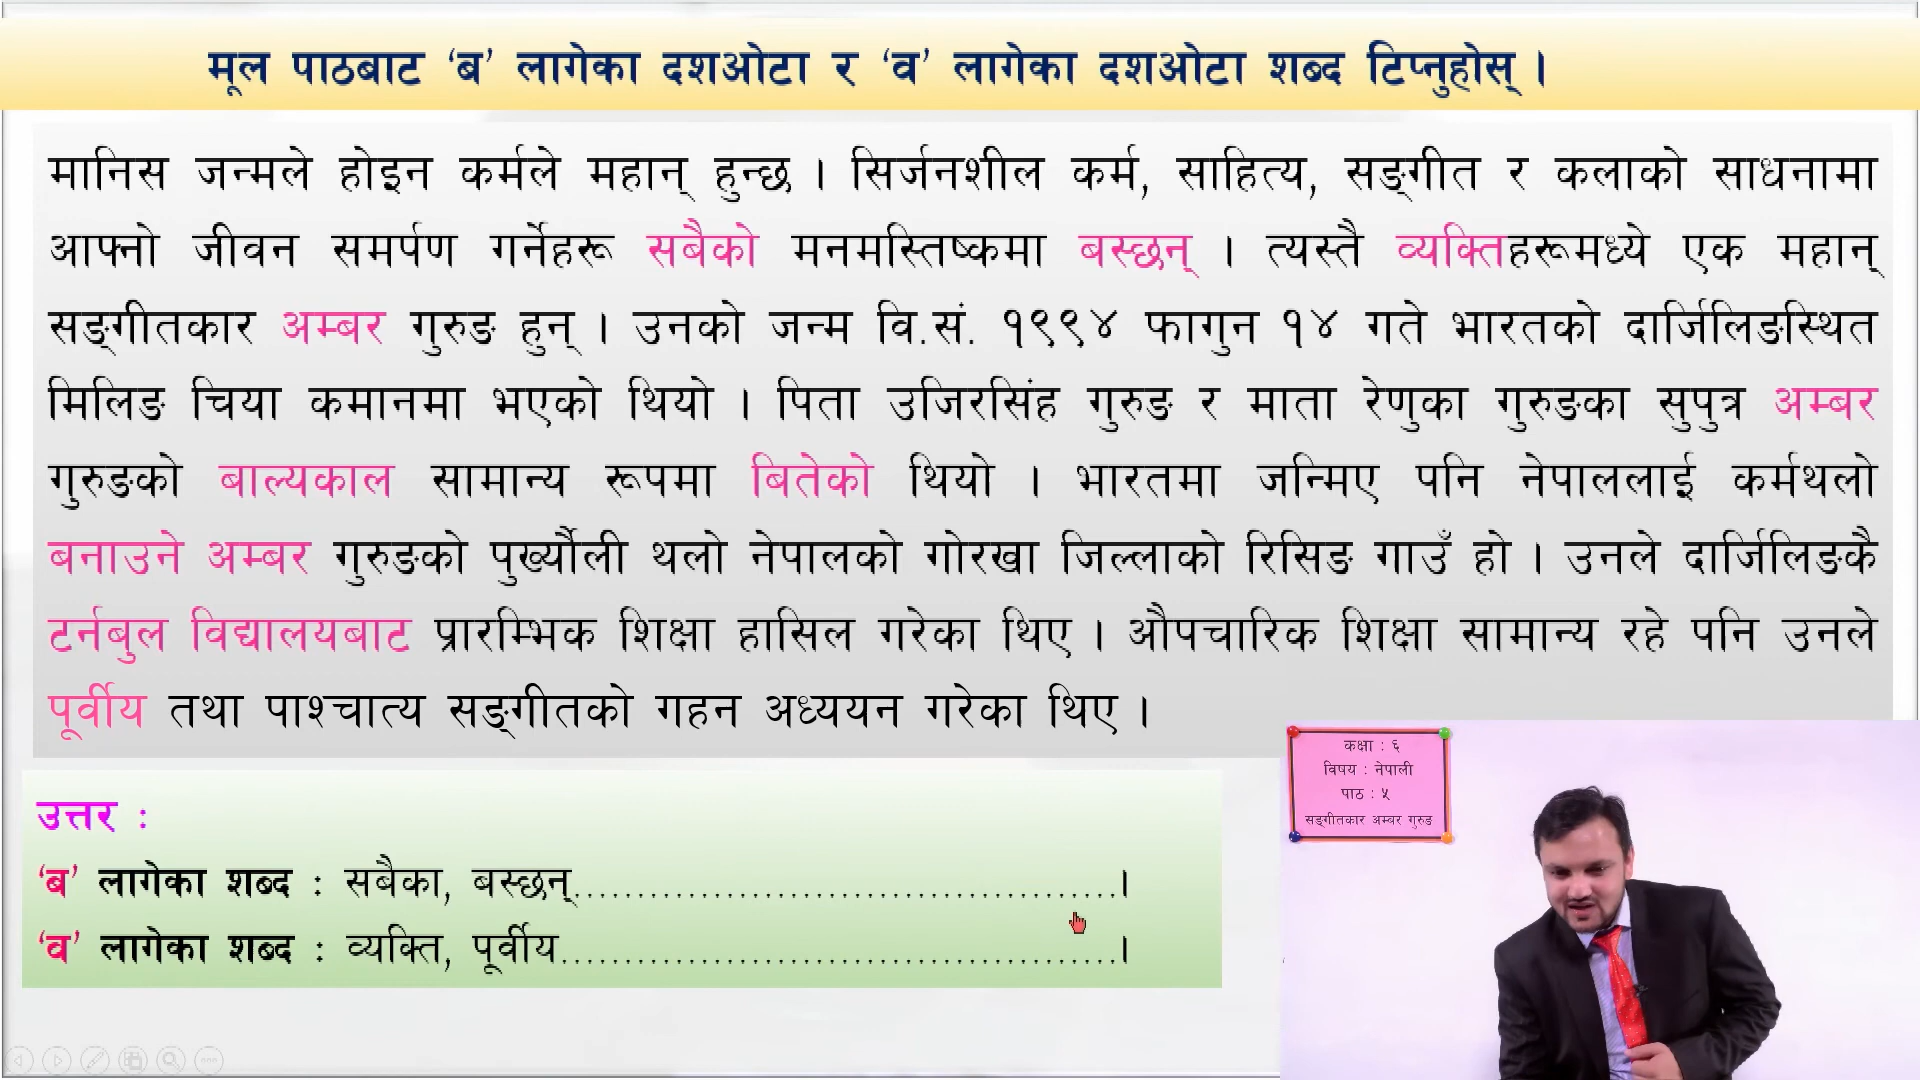 मूल पाठबाट ‘ब’ लागेका दशओटा र ‘व’ लागेका दशओटा शब्द टिप्नुहोस् ।
मानिस जन्मले होइन कर्मले महान् हुन्छ । सिर्जनशील कर्म, साहित्य, सङ्गीत र कलाको साधनामा
आफ्नो जीवन समर्पण गर्नेहरू सबैको मनमस्तिष्कमा बस्छन् । त्यस्तै व्यक्तिहरूमध्ये एक महान्
सङ्गीतकार अम्बर गुरुङ हुन् । उनको जन्म वि.सं. १९९४ फागुन १४ गते भारतको दार्जिलिङस्थित
मिलिङ चिया कमानमा भएको थियो । पिता उजिरसिंह गुरुङ र माता रेणुका गुरुङका सुपुत्र अम्बर
गुरुङको बाल्यकाल सामान्य रूपमा बितेको थियो । भारतमा जन्मिए पनि नेपाललाई कर्मथलो
बनाउने अम्बर गुरुङको पुर्ख्यौली थलो नेपालको गोरखा जिल्लाको रिसिङ गाउँ हो । उनले दार्जिलिङकै
टर्नबुल विद्यालयबाट प्रारम्भिक शिक्षा हासिल गरेका थिए । औपचारिक शिक्षा सामान्य रहे पनि उनले
पूर्वीय तथा पाश्चात्य सङ्गीतको गहन अध्ययन गरेका थिए ।
उत्तर :
‘ब’ लागेका शब्द : सबैका, बस्छन्............................................।
‘व’ लागेका शब्द : व्यक्ति, पूर्वीय.............................................।
कक्षा : ६
विषय : नेपाली
पाठ : ५
सङ्गीतकार अम्बर गुरुङ